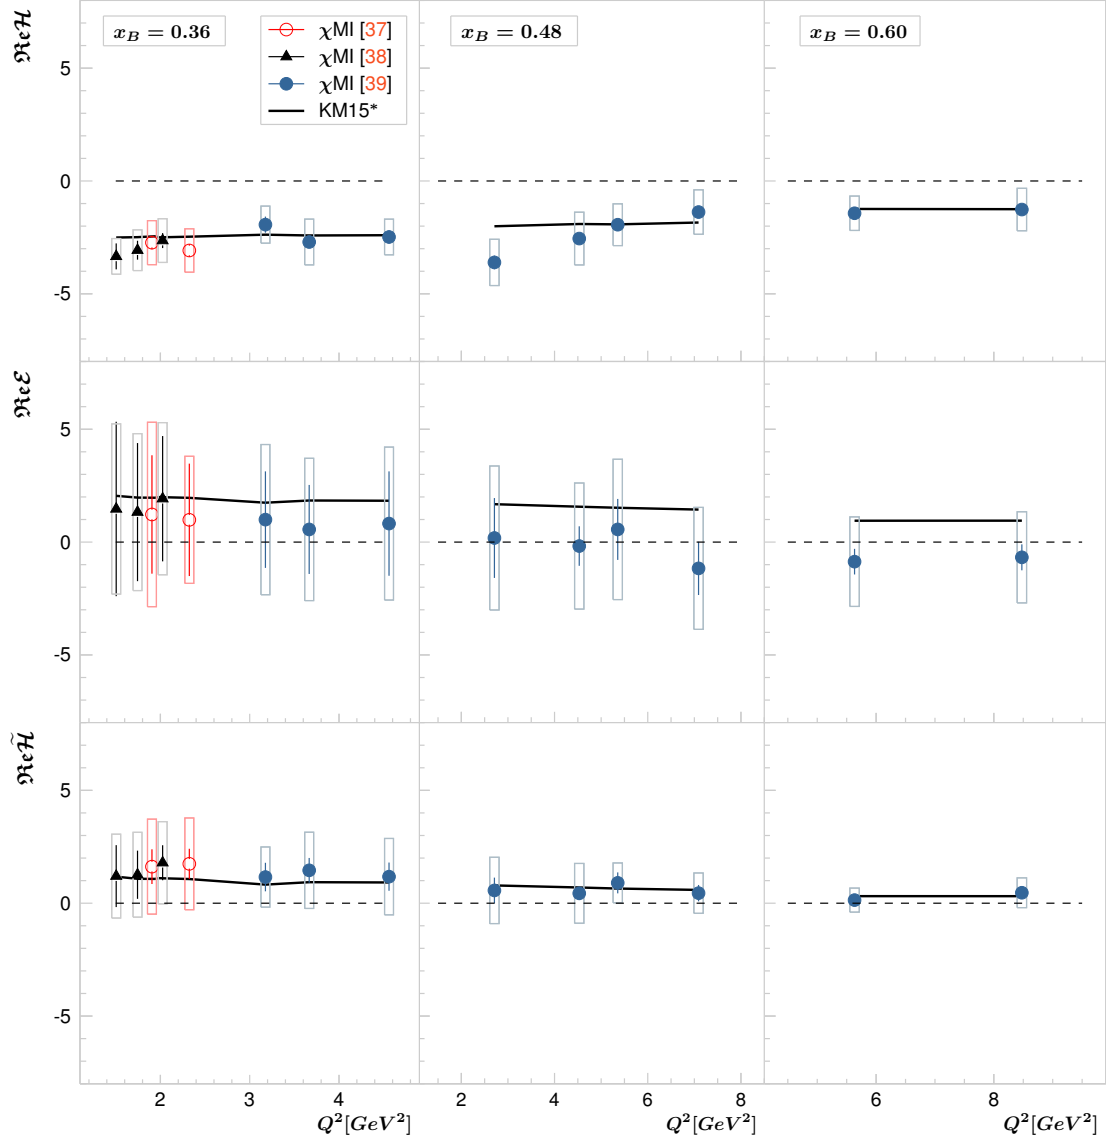 ℜeℋ
x_B = 0.36
χMI [37]
χMI [38]
χMI [39]
KM15*
x_B = 0.48
x_B = 0.60
5
0
-5
ℜeℰ
5
0
-5
ℜeℋ̃
5
0
-5
2 3 4
2 4 6 8
6 8
Q²[GeV²]
Q²[GeV²]
Q²[GeV²]